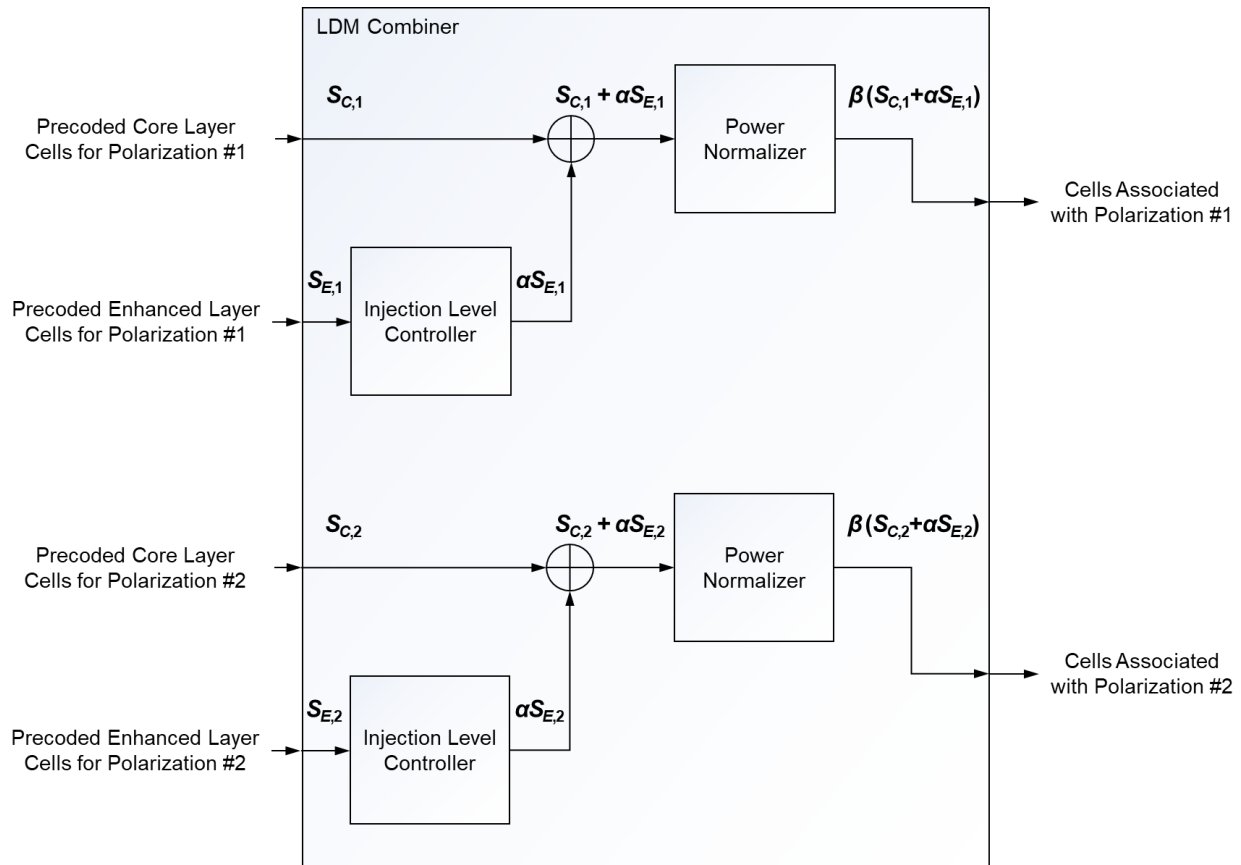 LDM Combiner
S_C,1
S_C,1 + αS_E,1
β(S_C,1+αS_E,1)
Precoded Core Layer
Cells for Polarization #1
Power
Normalizer
Cells Associated
with Polarization #1
S_E,1
αS_E,1
Precoded Enhanced Layer
Cells for Polarization #1
Injection Level
Controller
S_C,2
S_C,2 + αS_E,2
β(S_C,2+αS_E,2)
Precoded Core Layer
Cells for Polarization #2
Power
Normalizer
Cells Associated
with Polarization #2
S_E,2
αS_E,2
Precoded Enhanced Layer
Cells for Polarization #2
Injection Level
Controller